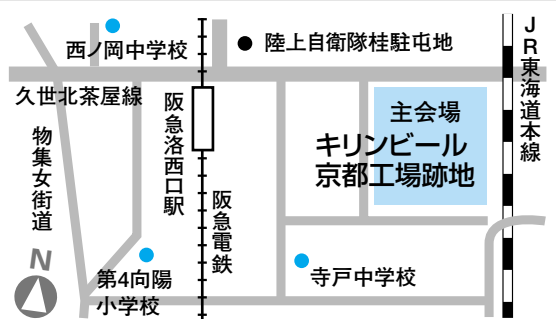 西ノ岡中学校
陸上自衛隊桂駐屯地
JR東海道本線
久世北茶屋線
阪急洛西口駅
主会場
キリンビール
京都工場跡地
物集女街道
阪急電鉄
N
第4向陽
小学校
寺戸中学校